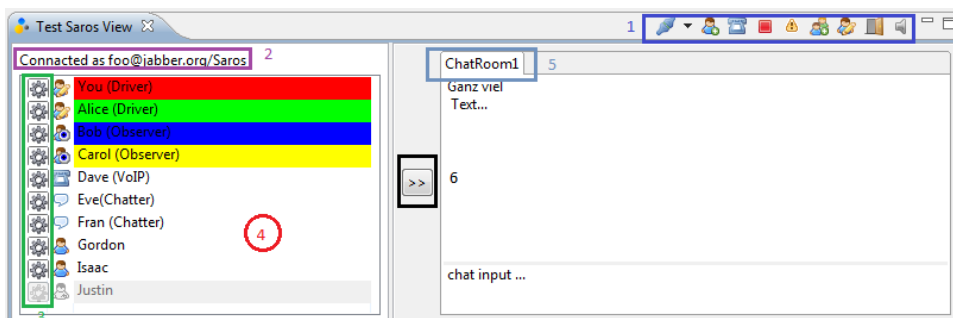 Test Saros View
1
Connacted as foo@jabber.org/Saros
2
ChatRoom1
5
You (Driver)
Alice (Driver)
Bob (Observer)
Carol (Observer)
Dave (VoIP)
Eve(Chatter)
Fran (Chatter)
Gordon
Isaac
Justin
4
3
>>
Ganz viel
Text...
6
chat input ...